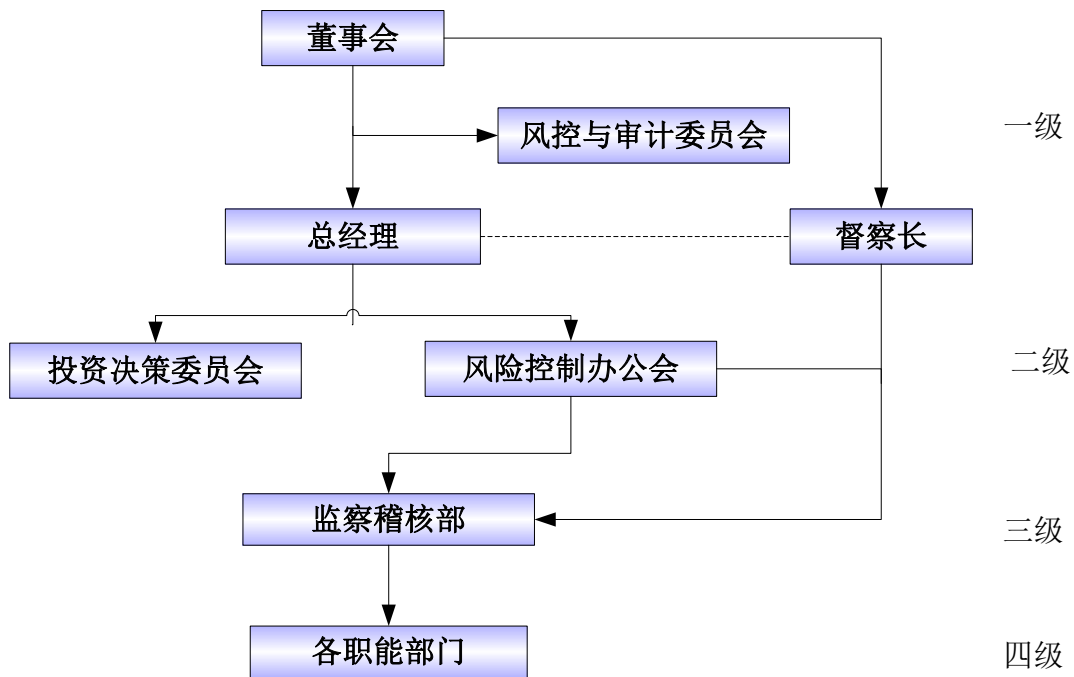 董事会
风控与审计委员会
一级
总经理
督察长
投资决策委员会
风险控制办公会
二级
监察稽核部
三级
各职能部门
四级